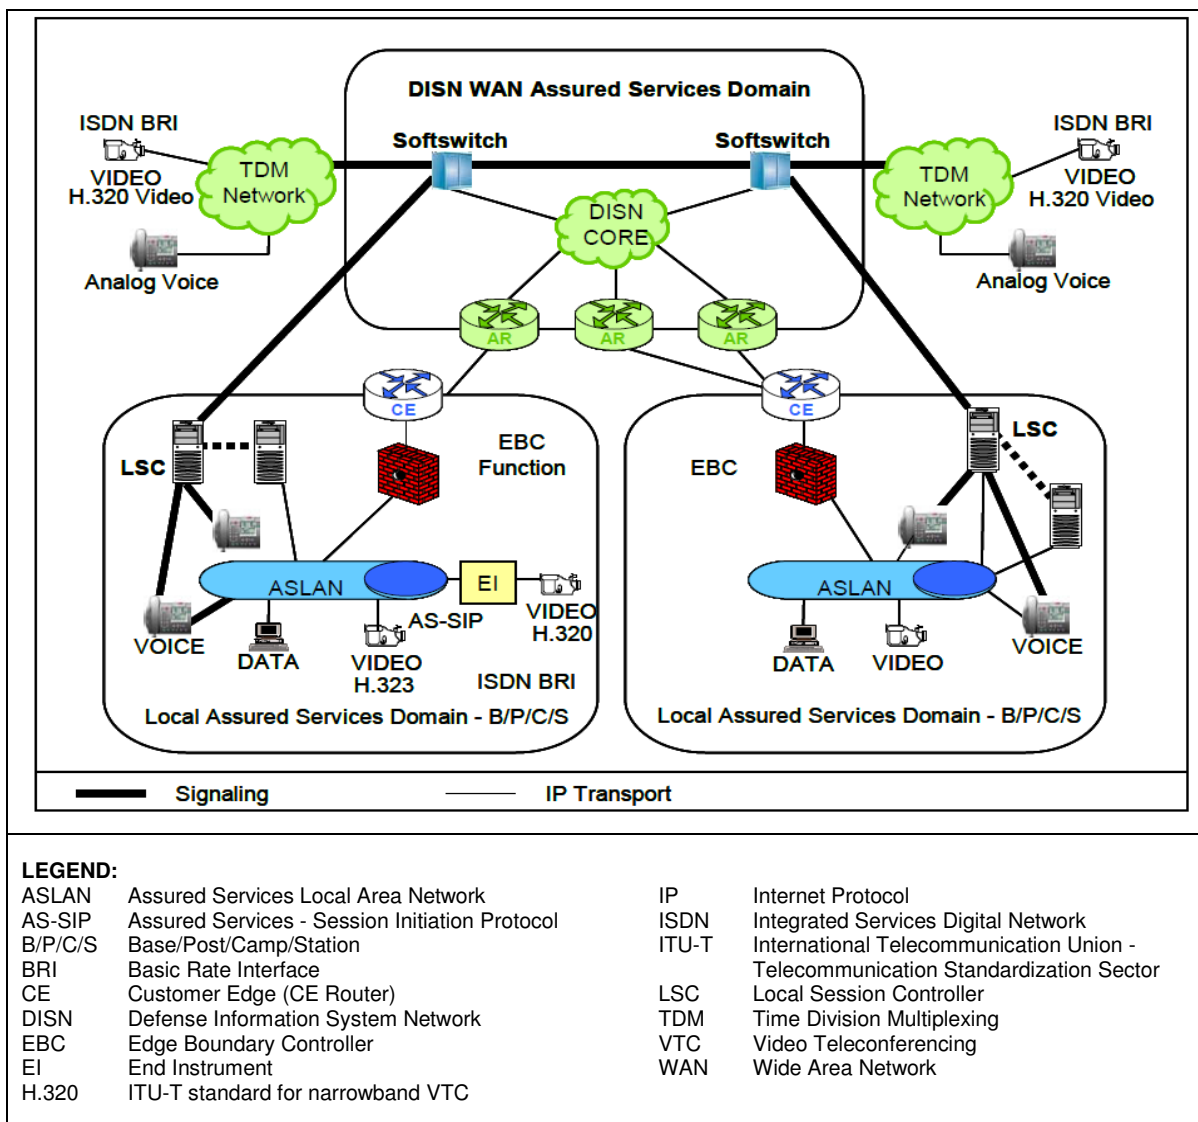 DISN WAN Assured Services Domain
ISDN BRI
VIDEO
H.320 Video
TDM
Network
Analog Voice
Softswitch
Softswitch
DISN
CORE
TDM
Network
ISDN BRI
VIDEO
H.320 Video
Analog Voice
AR
AR
AR
CE
CE
LSC
EBC
Function
ASLAN
AS-SIP
EI
VIDEO
H.320
VOICE
DATA
VIDEO
H.323
ISDN BRI
Local Assured Services Domain - B/P/C/S
EBC
LSC
ASLAN
DATA
VIDEO
VOICE
Local Assured Services Domain - B/P/C/S
Signaling
IP Transport
LEGEND:
ASLAN Assured Services Local Area Network
AS-SIP Assured Services - Session Initiation Protocol
B/P/C/S Base/Post/Camp/Station
BRI Basic Rate Interface
CE Customer Edge (CE Router)
DISN Defense Information System Network
EBC Edge Boundary Controller
EI End Instrument
H.320 ITU-T standard for narrowband VTC
IP Internet Protocol
ISDN Integrated Services Digital Network
ITU-T International Telecommunication Union -
Telecommunication Standardization Sector
LSC Local Session Controller
TDM Time Division Multiplexing
VTC Video Teleconferencing
WAN Wide Area Network